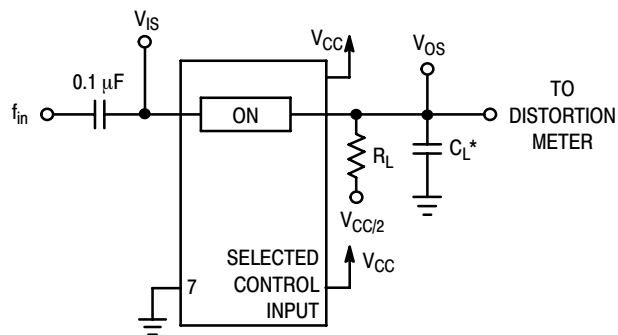 V_IS
V_CC
V_OS
0.1 μF
f_in
ON
TO
DISTORTION
METER
R_L
C_L*
V_CC/2
SELECTED
CONTROL
INPUT
V_CC
7